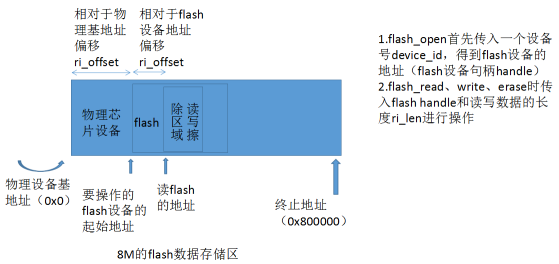 相对于物
理基地址
偏移
ri_offset
相对于flash
设备地址
偏移
ri_offset
物理芯
片设备
flash
除 读
区 写
域 擦
物理设备基
地址（0x0）
要操作的
flash设备的
起始地址
读flash
的地址
终止地址
（0x800000）
8M的flash数据存储区
1.flash_open首先传入一个设备
号device_id，得到flash设备的
地址（flash设备句柄handle）
2.flash_read、write、erase时传
入flash handle和读写数据的长
度ri_len进行操作